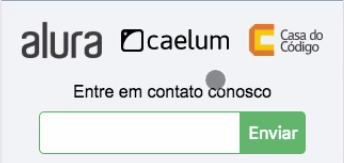 alura
caelum
Casa do
Código
Entre em contato conosco
Enviar